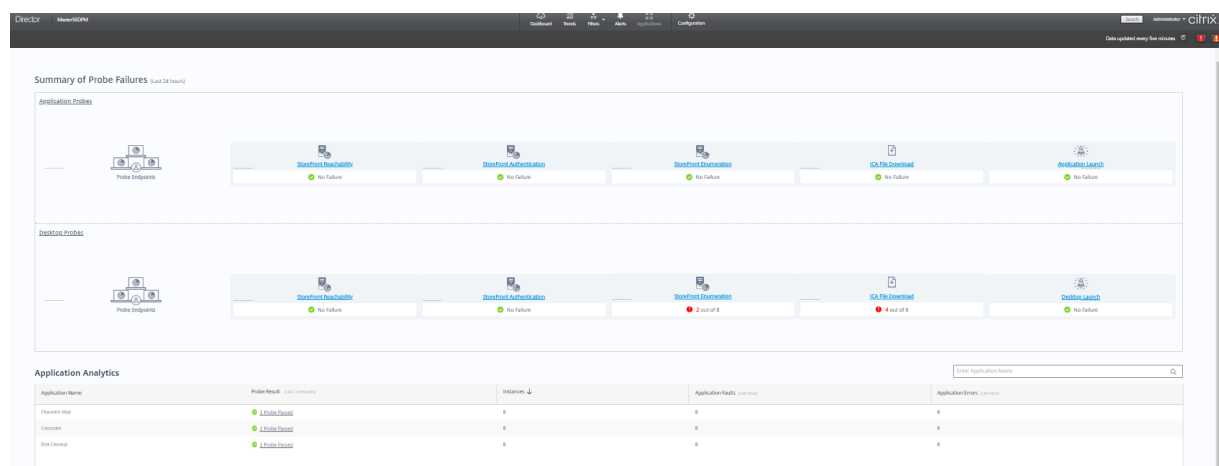 Director MasterS6DPM Dashboard Trends Filters Alerts Applications Configuration Search Administrator citrix
Data updated every five minutes
Summary of Probe Failures (Last 24 hours)
Application Probes
StoreFront Reachability StoreFront Authentication StoreFront Enumeration ICA File Download Application Launch
Probe Endpoints No Failure No Failure No Failure No Failure No Failure
Desktop Probes
StoreFront Reachability StoreFront Authentication StoreFront Enumeration ICA File Download Desktop Launch
Probe Endpoints No Failure No Failure 2 out of 8 4 out of 8 No Failure
Application Analytics Enter Application Name
Application Name Probe Result Instances Application Faults Application Errors
Character Map 1 Probe Passed 0 0 0
Calculator 1 Probe Passed 0 0 0
Disk Cleanup 1 Probe Passed 0 0 0